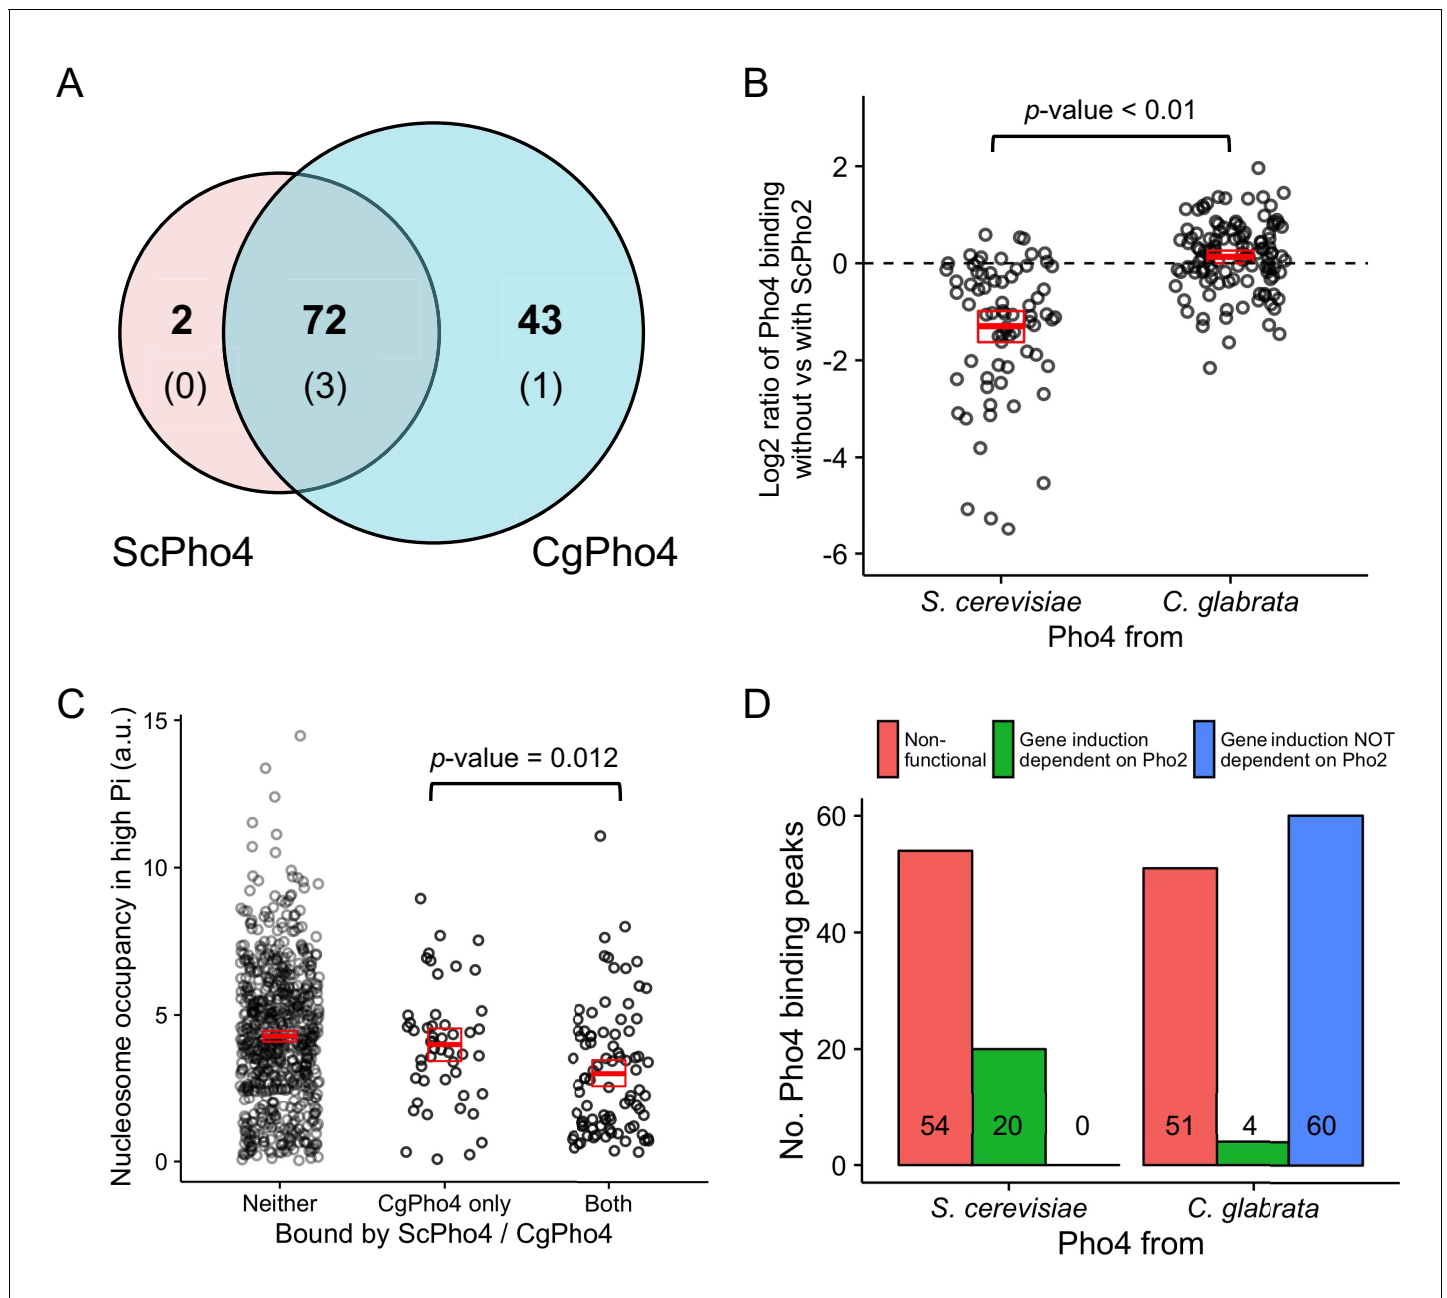 A
2
72
43
(0)
(3)
(1)
ScPho4
CgPho4
B
p-value < 0.01
Log2 ratio of Pho4 binding
without vs with ScPho2
2
0
-2
-4
-6
S. cerevisiae
C. glabrata
Pho4 from
C
Nucleosome occupancy in high Pi (a.u.)
15
10
5
0
p-value = 0.012
Neither
CgPho4 only
Both
Bound by ScPho4 / CgPho4
D
Non-
functional
Gene induction
dependent on Pho2
Gene induction NOT
dependent on Pho2
No. Pho4 binding peaks
60
40
20
0
54
20
0
51
4
60
S. cerevisiae
C. glabrata
Pho4 from